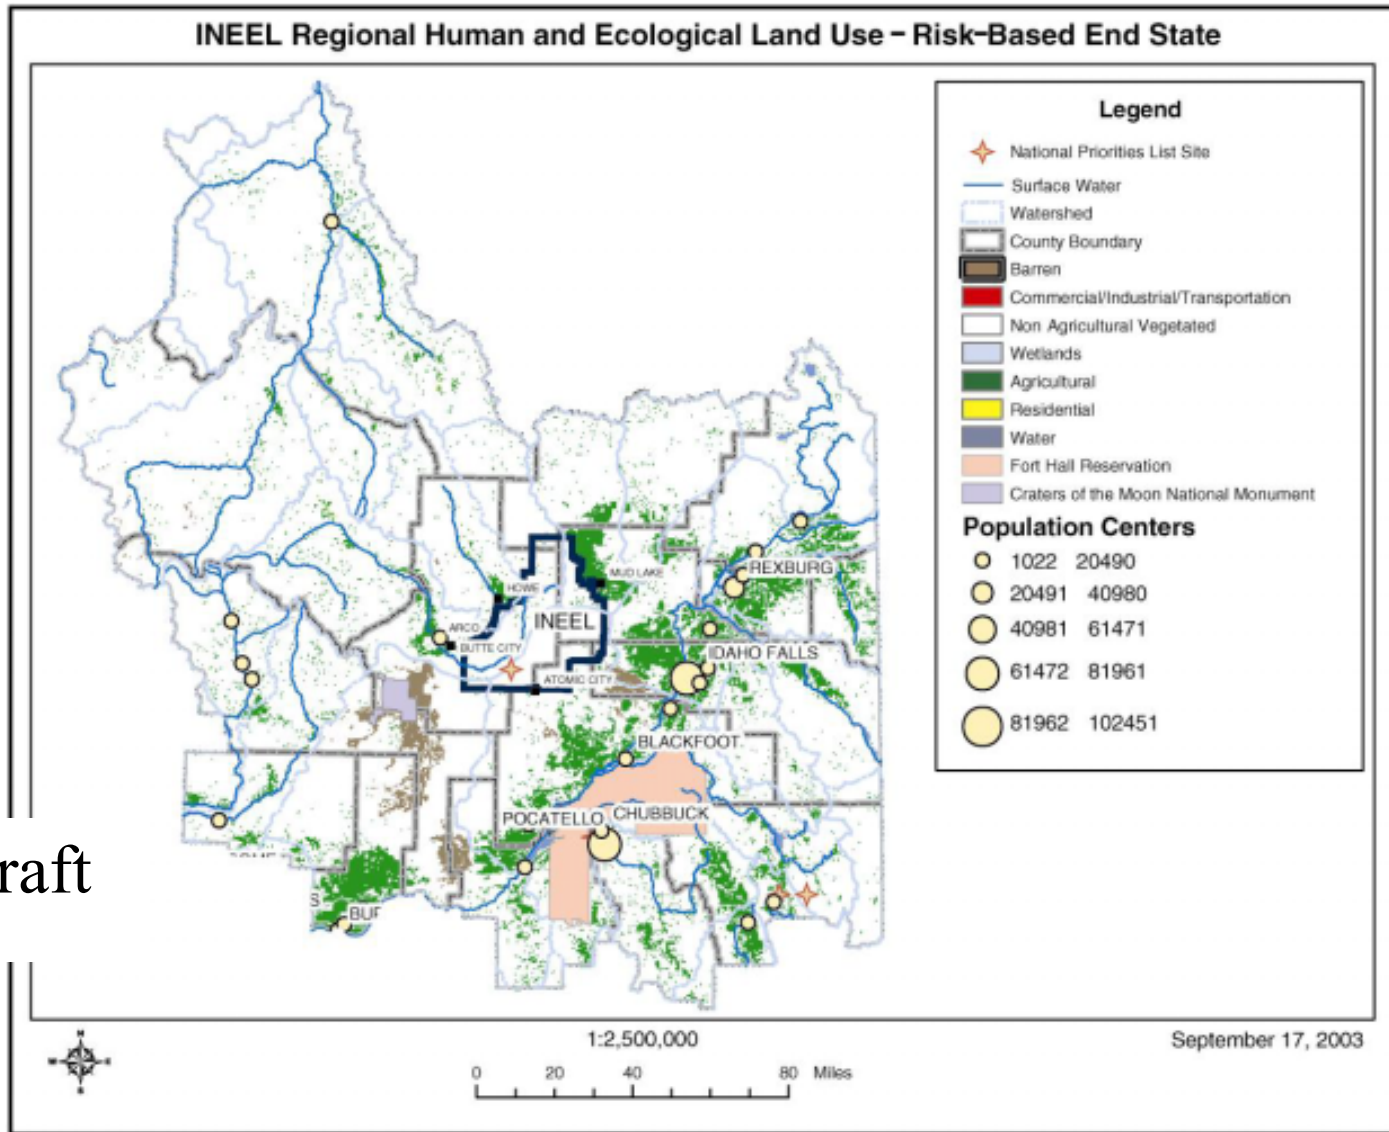 INEEL Regional Human and Ecological Land Use – Risk–Based End State
Legend
National Priorities List Site
Surface Water
Watershed
County Boundary
Barren
Commercial/Industrial/Transportation
Non Agricultural Vegetated
Wetlands
Agricultural
Residential
Water
Fort Hall Reservation
Craters of the Moon National Monument
Population Centers
1022 20490
20491 40980
40981 61471
61472 81961
81962 102451
REXBURG
MUD LAKE
HOWE
INEEL
ARCO
BUTTE CITY
IDAHO FALLS
ATOMIC CITY
BLACKFOOT
POCATELLO
CHUBBUCK
raft
S
BUR
1:2,500,000
September 17, 2003
N
W E
S
0 20 40 80 Miles